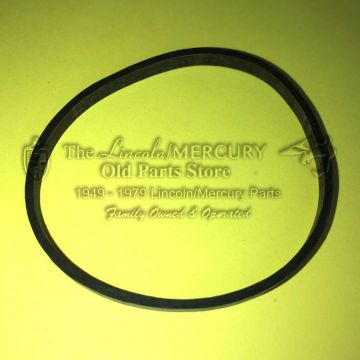 The Lincoln/MERCURY
Old Parts Store
1949 - 1979 Lincoln/Mercury Parts
Family Owned & Operated